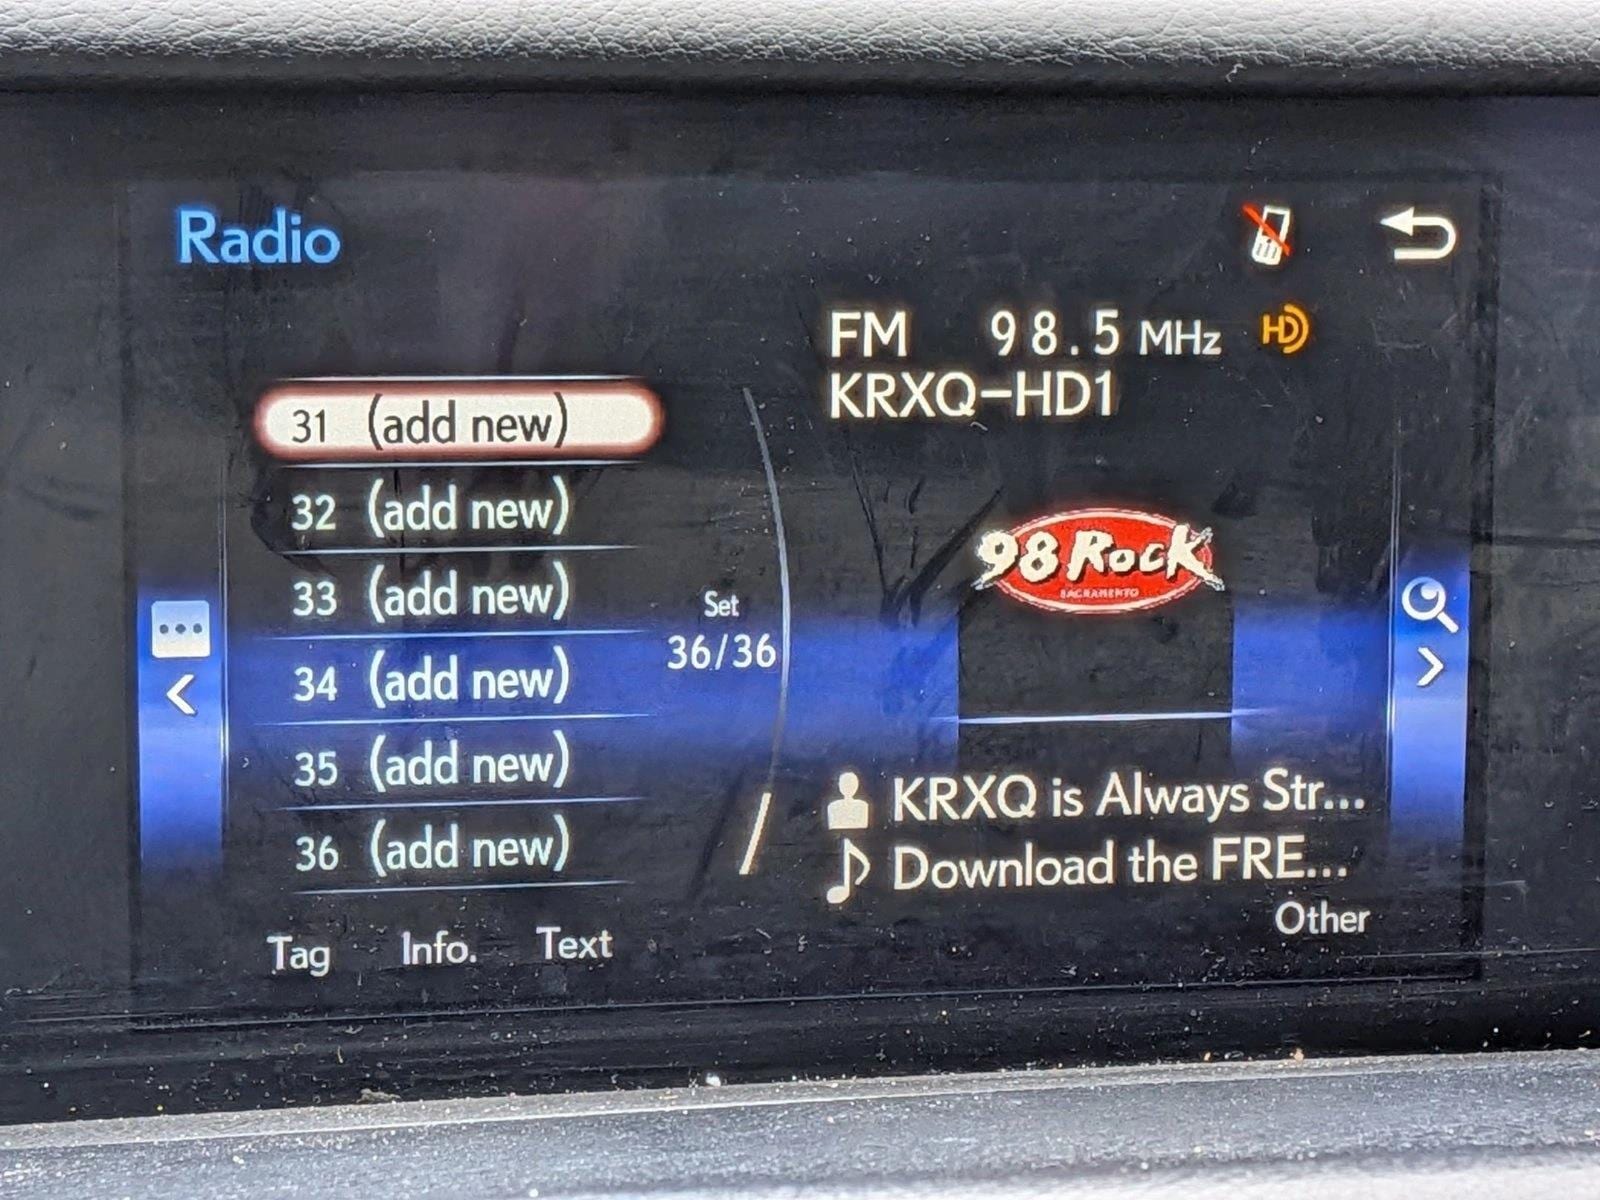 Radio
FM 98.5 MHz HD
KRXQ-HD1
31 (add new)
32 (add new)
33 (add new)
34 (add new)
35 (add new)
36 (add new)
Set
36/36
98 Rock
SACRAMENTO
KRXQ is Always Str...
Download the FRE...
Other
Tag Info. Text